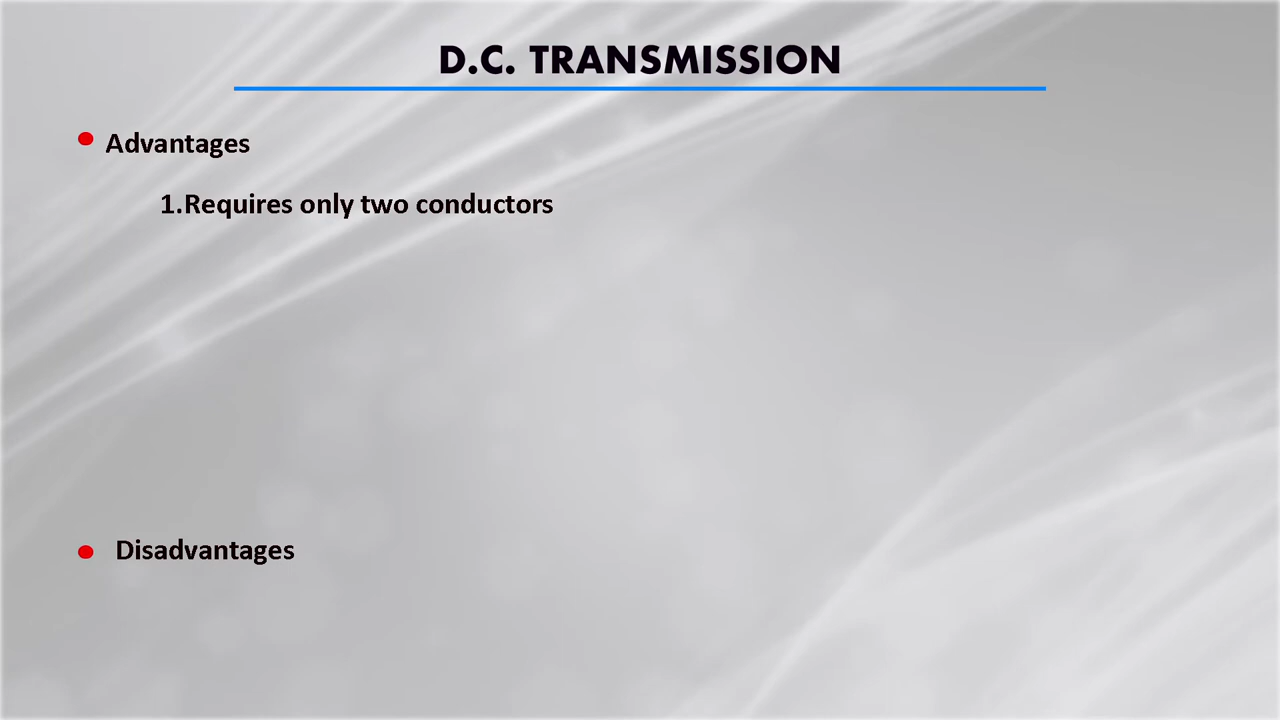 D.C. TRANSMISSION
• Advantages
1.Requires only two conductors
• Disadvantages